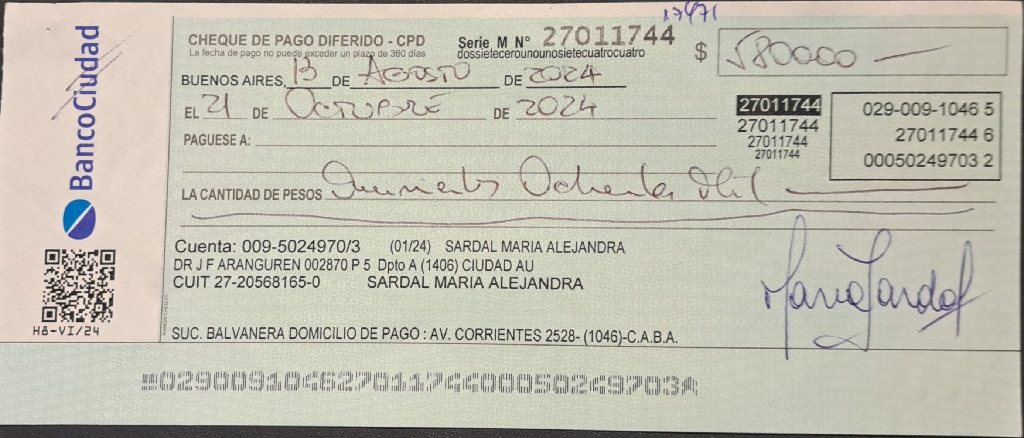 17471
CHEQUE DE PAGO DIFERIDO - CPD
La fecha de pago no puede exceder un plazo de 360 días
Serie M N° 27011744
dossietecerounounosietecuatrocuatro
$ 580000 —
BUENOS AIRES, 13 DE AGOSTO DE 2024
EL 21 DE OCTUBRE DE 2024
PAGUESE A:
27011744
27011744
27011744
27011744
029-009-1046 5
27011744 6
00050249703 2
LA CANTIDAD DE PESOS Quinientos Ochenta Mil
BancoCiudad
H8-VI/24
Cuenta: 009-5024970/3 (01/24) SARDAL MARIA ALEJANDRA
DR J F ARANGUREN 002870 P 5 Dpto A (1406) CIUDAD AU
CUIT 27-20568165-0 SARDAL MARIA ALEJANDRA
Maria Sardal
SUC. BALVANERA DOMICILIO DE PAGO : AV. CORRIENTES 2528- (1046)-C.A.B.A.
02900910462701174400050249703